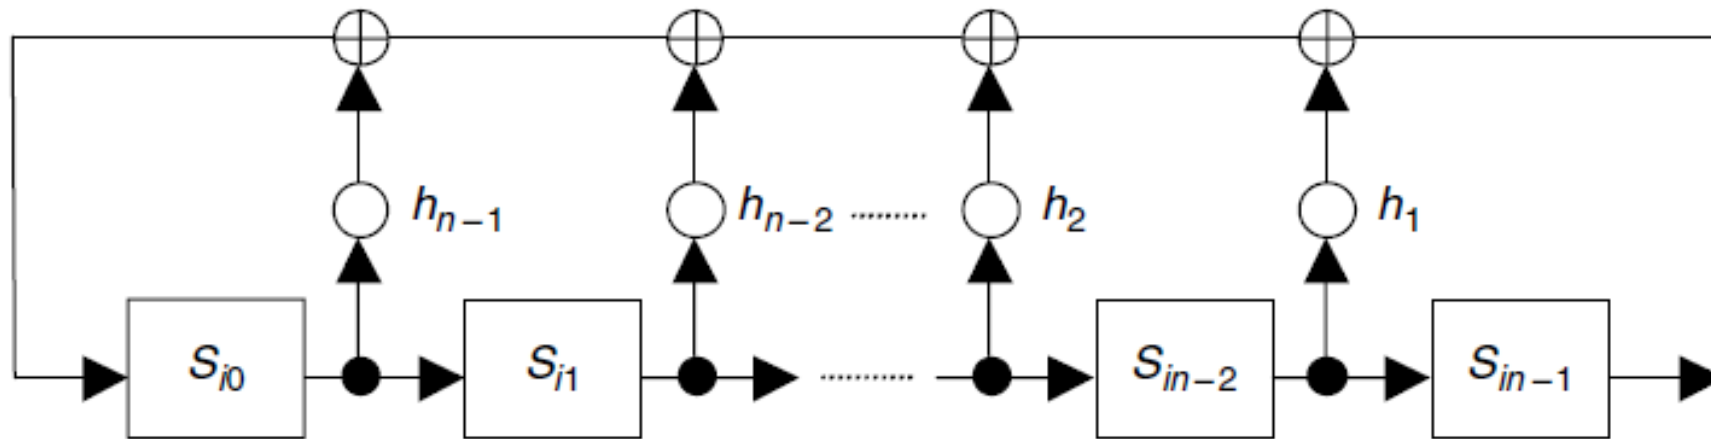 h_{n−1} h_{n−2} ......... h_2 h_1
S_{i0} S_{i1} ......... S_{in−2} S_{in−1}